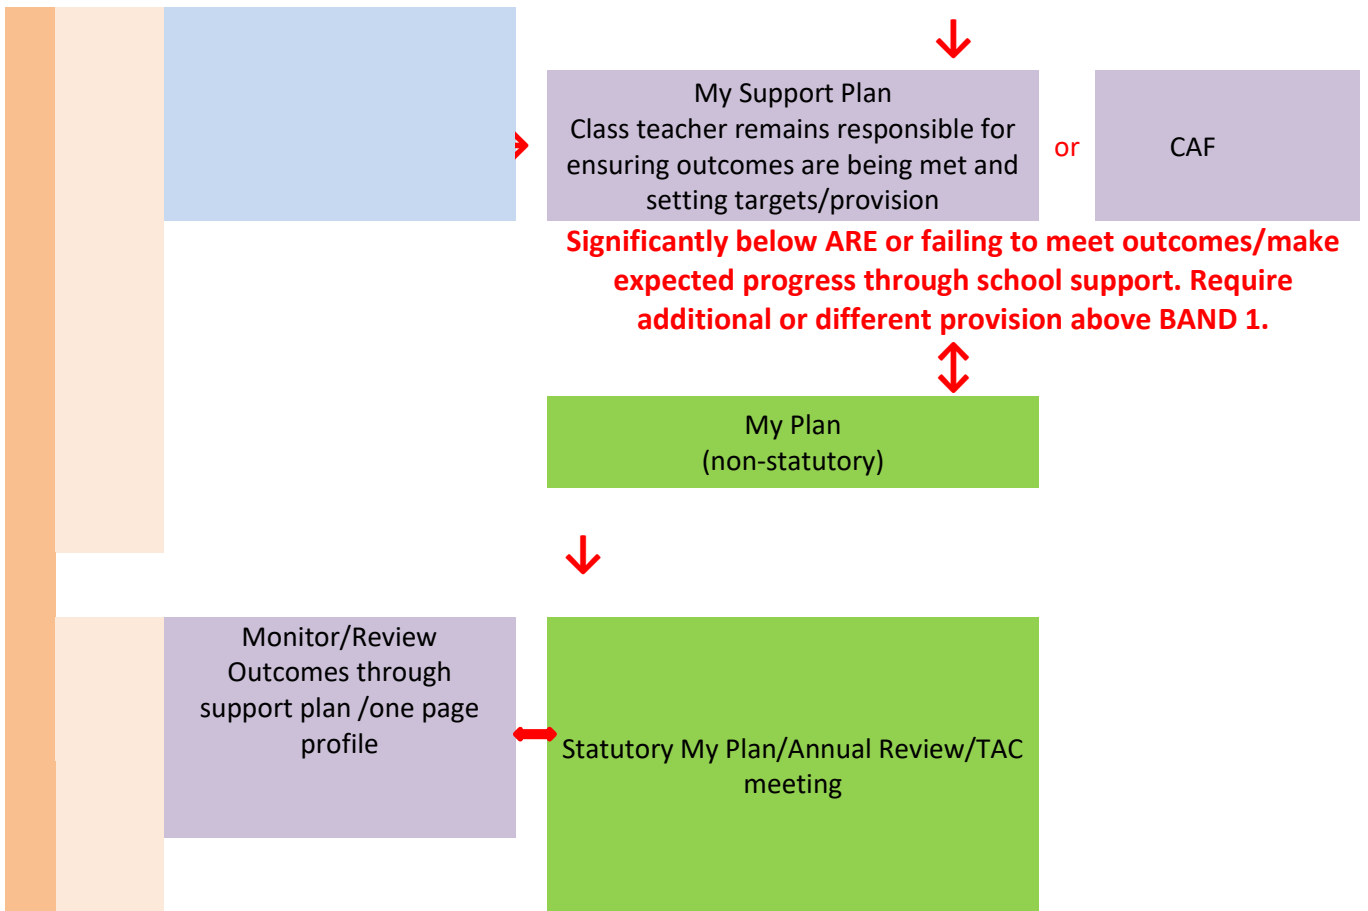 My Support Plan
Class teacher remains responsible for
ensuring outcomes are being met and
setting targets/provision
or
CAF
Significantly below ARE or failing to meet outcomes/make
expected progress through school support. Require
additional or different provision above BAND 1.
My Plan
(non-statutory)
Monitor/Review
Outcomes through
support plan /one page
profile
Statutory My Plan/Annual Review/TAC
meeting